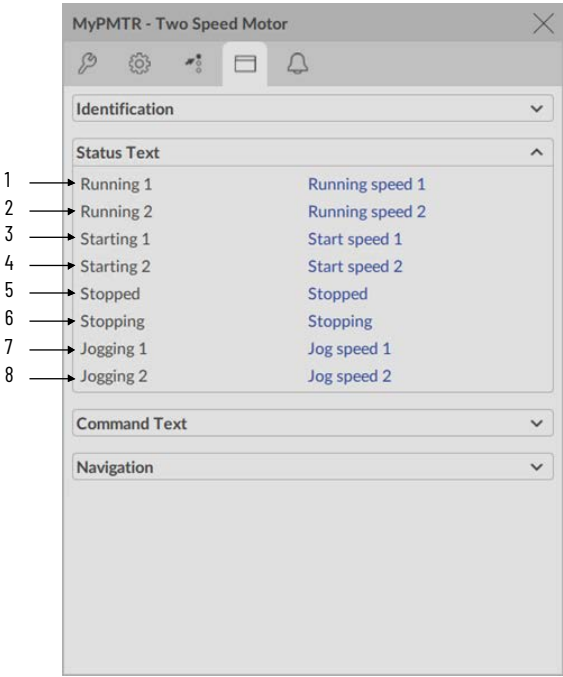 MyPMTR - Two Speed Motor
Identification
Status Text
1 Running 1 Running speed 1
2 Running 2 Running speed 2
3 Starting 1 Start speed 1
4 Starting 2 Start speed 2
5 Stopped Stopped
6 Stopping Stopping
7 Jogging 1 Jog speed 1
8 Jogging 2 Jog speed 2
Command Text
Navigation